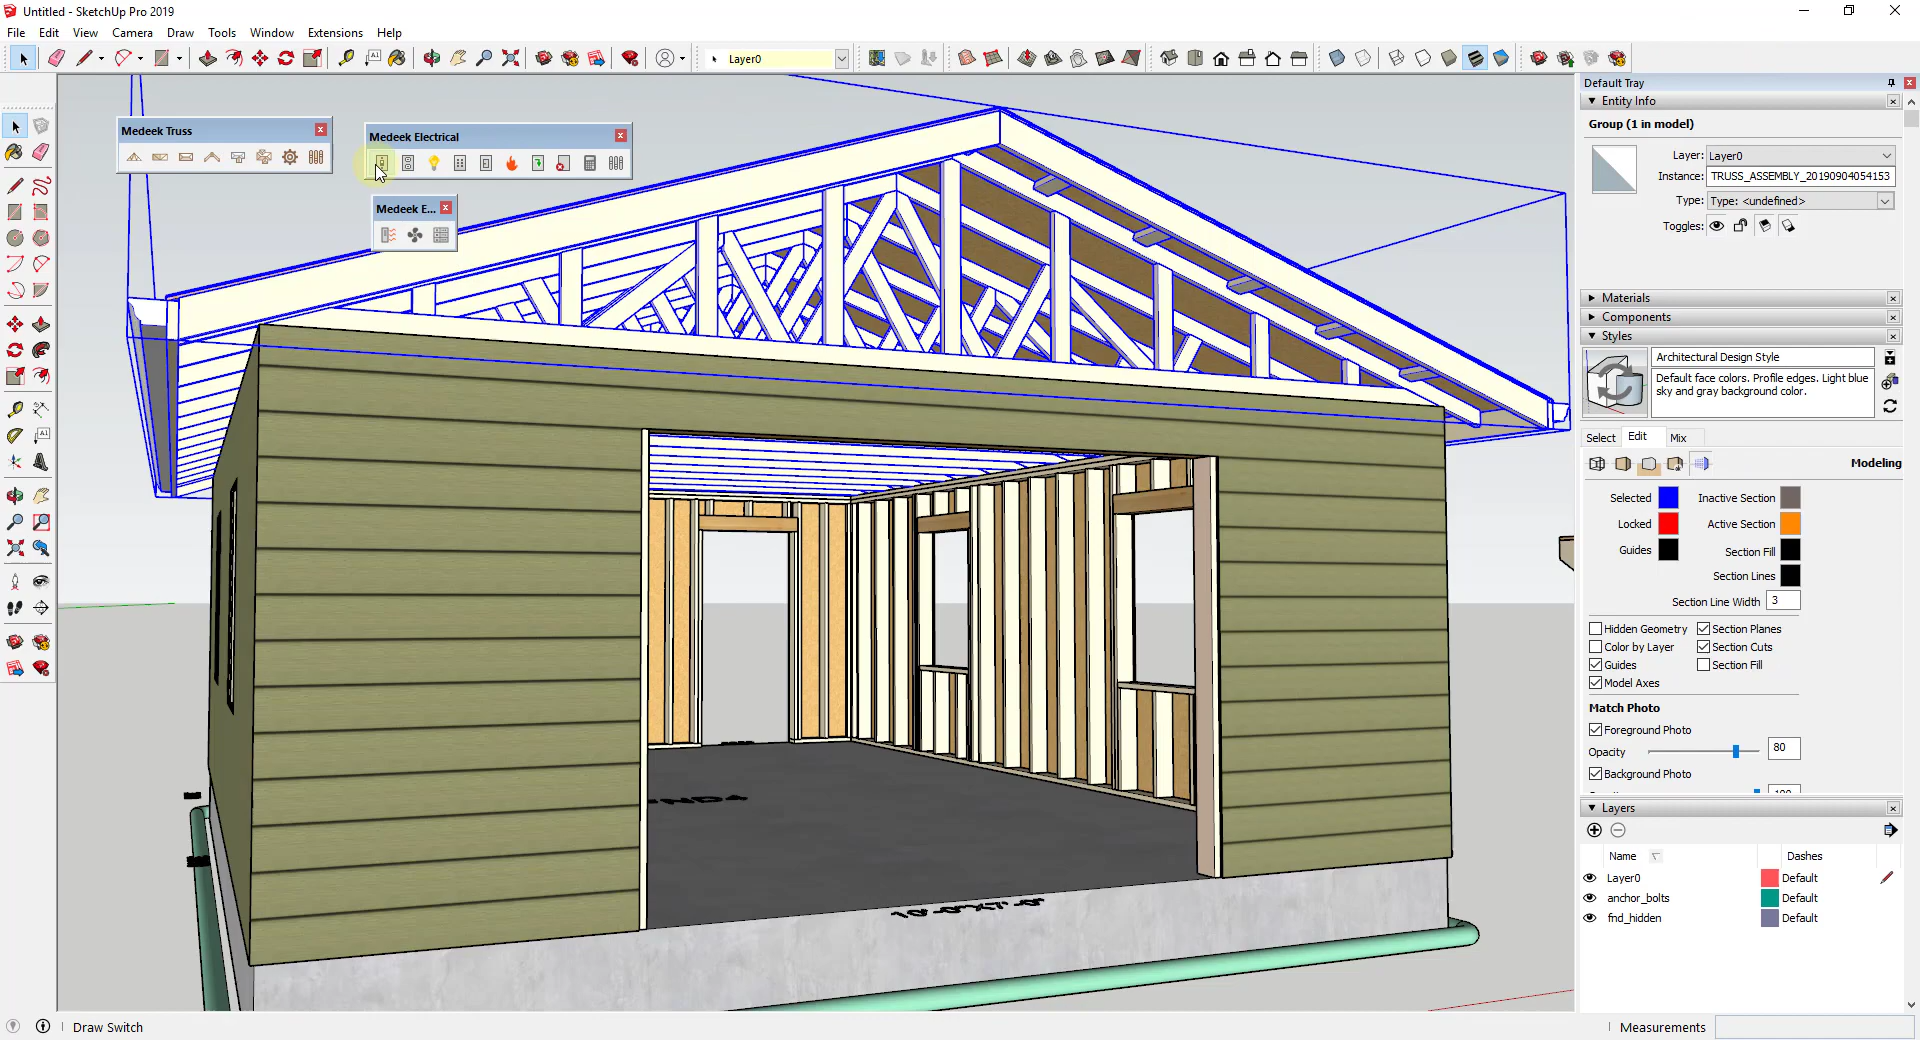 Untitled - SketchUp Pro 2019
File Edit View Camera Draw Tools Window Extensions Help
Layer0
Default Tray
Entity Info
Group (1 in model)
Layer: Layer0
Instance: TRUSS_ASSEMBLY_20190904054153
Type: Type: <undefined>
Toggles:
Medeek Truss
Medeek Electrical
Medeek E...
Materials
Components
Styles
Architectural Design Style
Default face colors. Profile edges. Light blue
sky and gray background color.
Select Edit Mix
Modeling
Selected Inactive Section
Locked Active Section
Guides Section Fill
Section Lines
Section Line Width 3
Hidden Geometry Section Planes
Color by Layer Section Cuts
Guides Section Fill
Model Axes
Match Photo
Foreground Photo
Opacity 80
Background Photo
Layers
Name Dashes
Layer0 Default
anchor_bolts Default
fnd_hidden Default
Draw Switch
Measurements